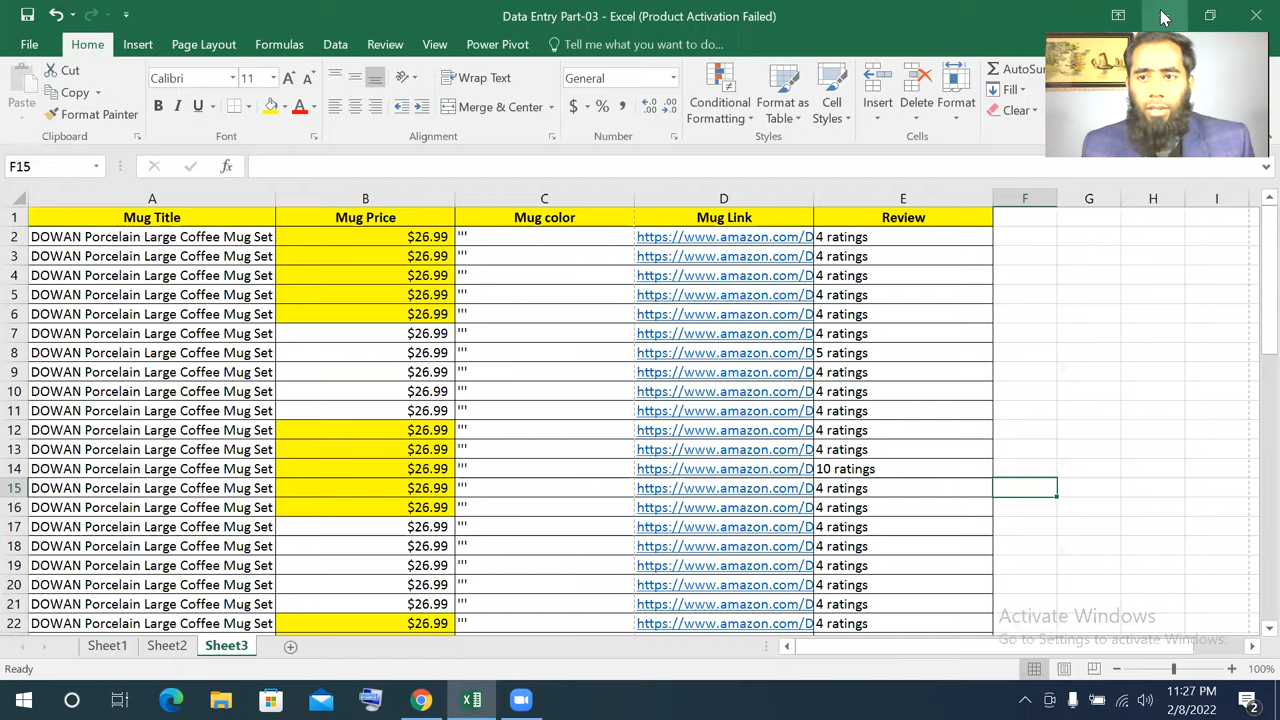 Data Entry Part-03 - Excel (Product Activation Failed)
File Home Insert Page Layout Formulas Data Review View Power Pivot Tell me what you want to do...
Paste
Cut
Copy
Format Painter
Clipboard
Calibri 11
B I U
Font
Wrap Text
Merge & Center
Alignment
General
$ % ,
Number
Conditional Formatting
Format as Table
Cell Styles
Styles
Insert Delete Format
Cells
AutoSum
Fill
Clear
F15 fx
A B C D E F G H I
1 Mug Title Mug Price Mug color Mug Link Review
2 DOWAN Porcelain Large Coffee Mug Set $26.99 ''' https://www.amazon.com/D 4 ratings
3 DOWAN Porcelain Large Coffee Mug Set $26.99 ''' https://www.amazon.com/D 4 ratings
4 DOWAN Porcelain Large Coffee Mug Set $26.99 ''' https://www.amazon.com/D 4 ratings
5 DOWAN Porcelain Large Coffee Mug Set $26.99 ''' https://www.amazon.com/D 4 ratings
6 DOWAN Porcelain Large Coffee Mug Set $26.99 ''' https://www.amazon.com/D 4 ratings
7 DOWAN Porcelain Large Coffee Mug Set $26.99 ''' https://www.amazon.com/D 4 ratings
8 DOWAN Porcelain Large Coffee Mug Set $26.99 ''' https://www.amazon.com/D 5 ratings
9 DOWAN Porcelain Large Coffee Mug Set $26.99 ''' https://www.amazon.com/D 4 ratings
10 DOWAN Porcelain Large Coffee Mug Set $26.99 ''' https://www.amazon.com/D 4 ratings
11 DOWAN Porcelain Large Coffee Mug Set $26.99 ''' https://www.amazon.com/D 4 ratings
12 DOWAN Porcelain Large Coffee Mug Set $26.99 ''' https://www.amazon.com/D 4 ratings
13 DOWAN Porcelain Large Coffee Mug Set $26.99 ''' https://www.amazon.com/D 4 ratings
14 DOWAN Porcelain Large Coffee Mug Set $26.99 ''' https://www.amazon.com/D 10 ratings
15 DOWAN Porcelain Large Coffee Mug Set $26.99 ''' https://www.amazon.com/D 4 ratings
16 DOWAN Porcelain Large Coffee Mug Set $26.99 ''' https://www.amazon.com/D 4 ratings
17 DOWAN Porcelain Large Coffee Mug Set $26.99 ''' https://www.amazon.com/D 4 ratings
18 DOWAN Porcelain Large Coffee Mug Set $26.99 ''' https://www.amazon.com/D 4 ratings
19 DOWAN Porcelain Large Coffee Mug Set $26.99 ''' https://www.amazon.com/D 4 ratings
20 DOWAN Porcelain Large Coffee Mug Set $26.99 ''' https://www.amazon.com/D 4 ratings
21 DOWAN Porcelain Large Coffee Mug Set $26.99 ''' https://www.amazon.com/D 4 ratings
22 DOWAN Porcelain Large Coffee Mug Set $26.99 ''' https://www.amazon.com/D 4 ratings
Activate Windows
Go to Settings to activate Windows.
Sheet1 Sheet2 Sheet3
Ready 100%
11:27 PM
2/8/2022
2